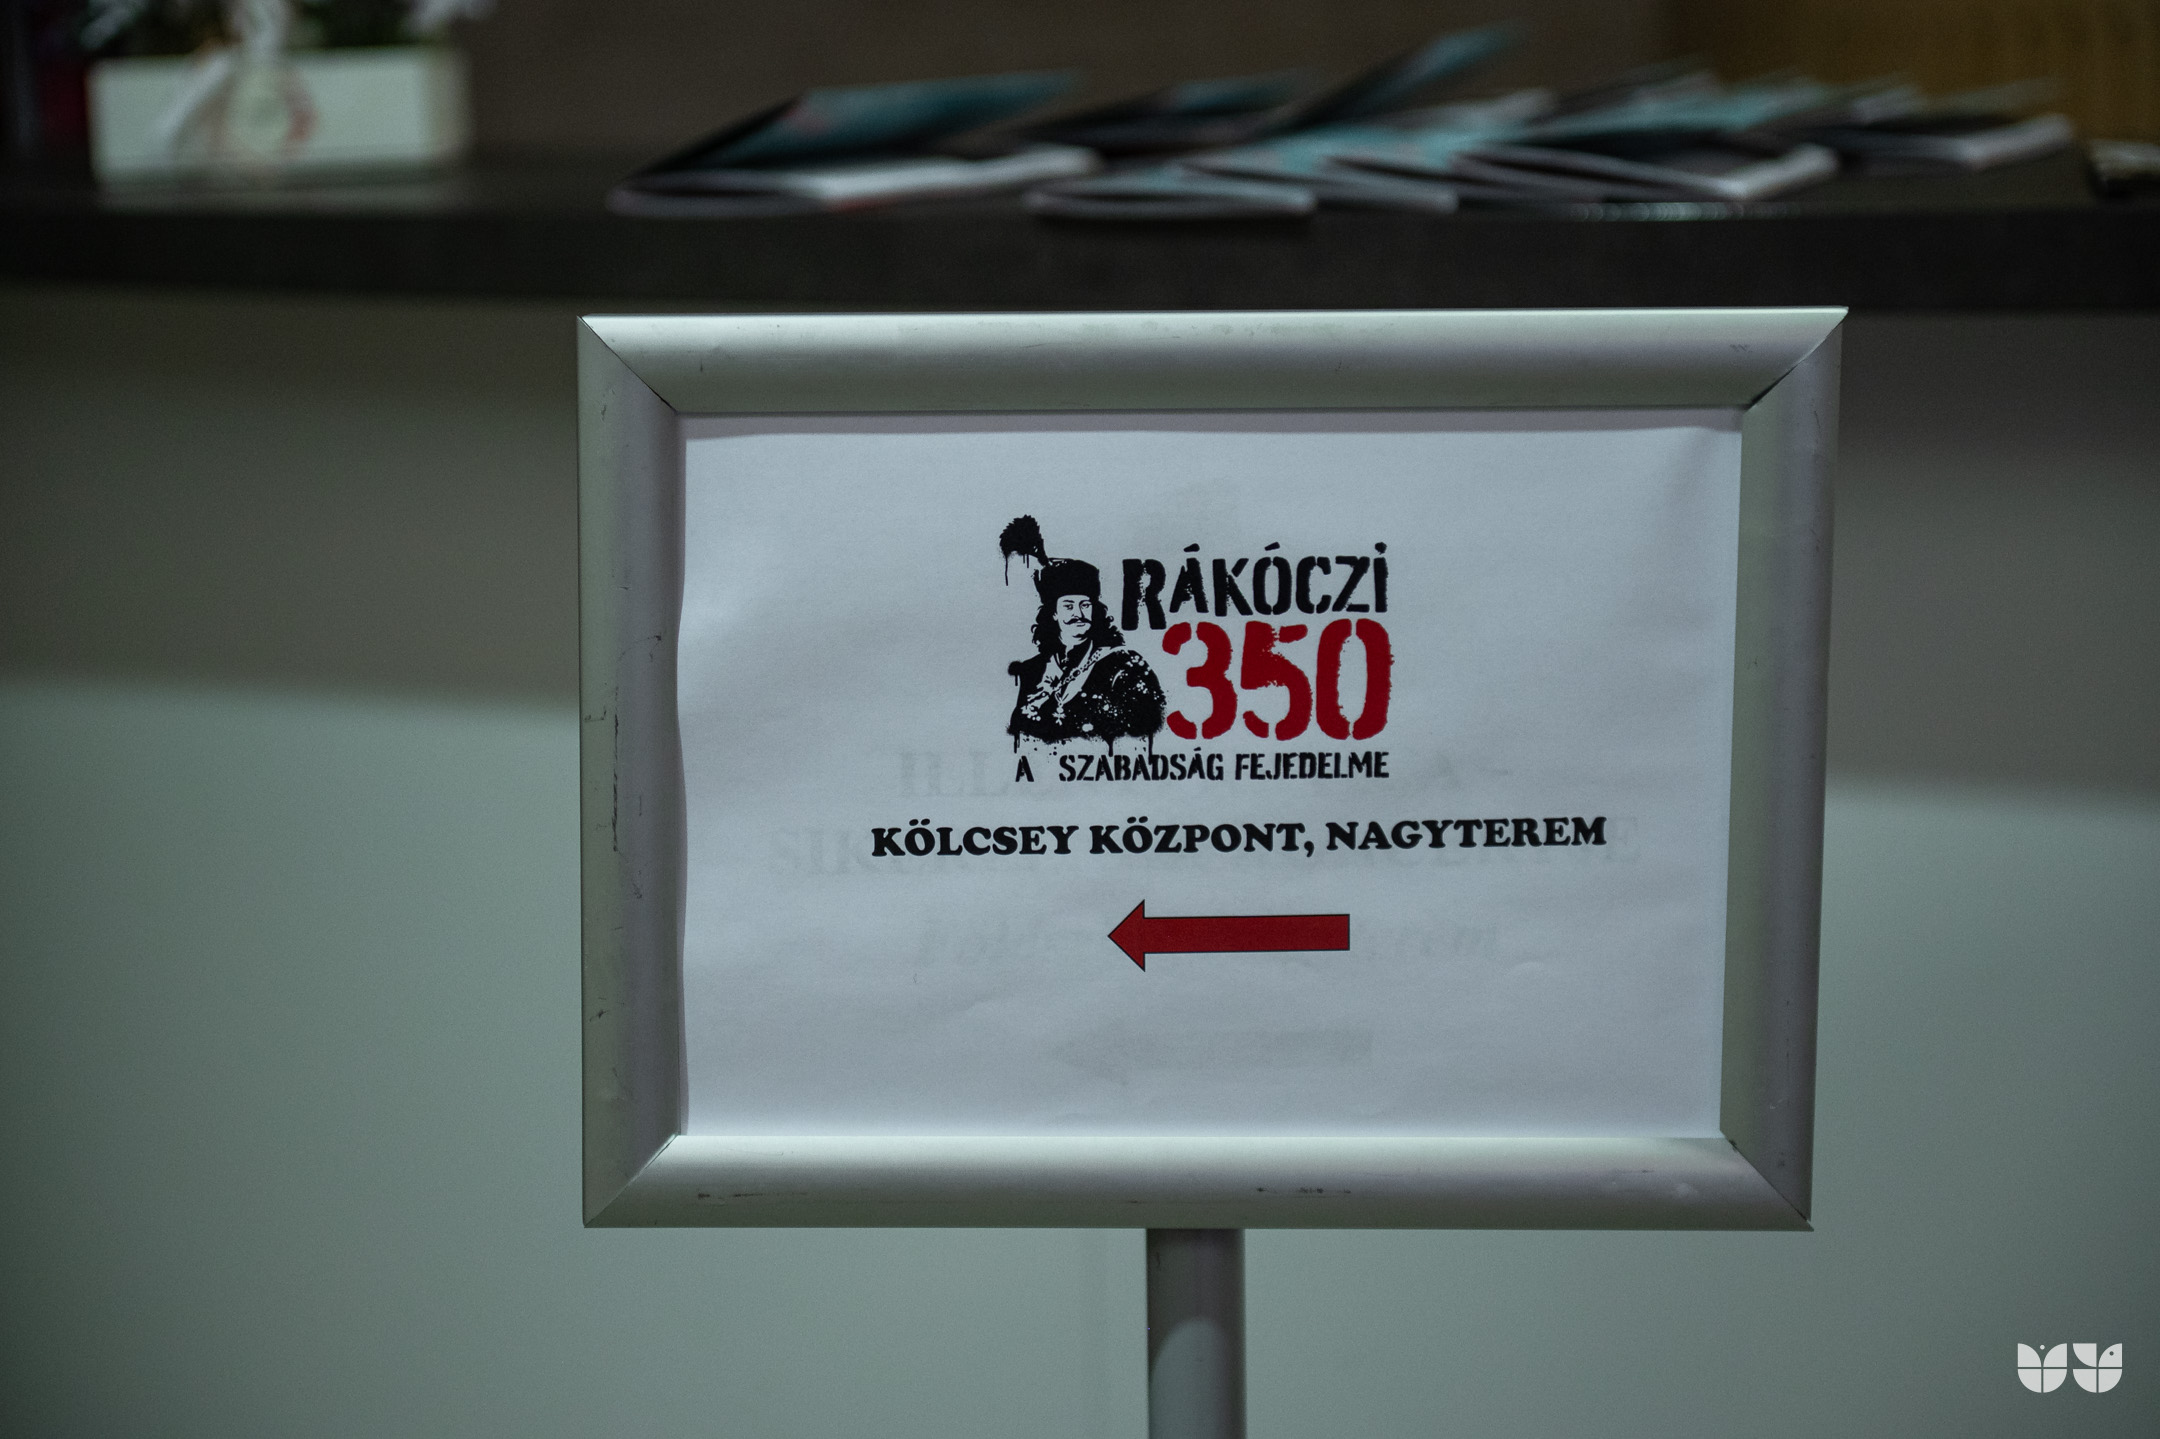 RÁKÓCZI
350
A SZABADSÁG FEJEDELME
KÖLCSEY KÖZPONT, NAGYTEREM